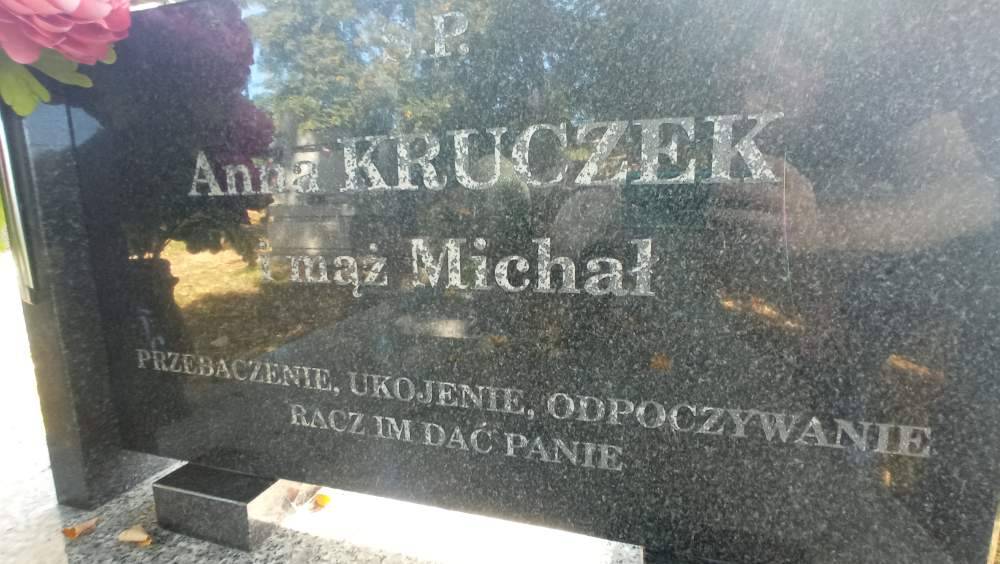 .P.
Anna KRUCZEK
i mąż Michał
PRZEBACZENIE, UKOJENIE, ODPOCZYWANIE
RACZ IM DAĆ PANIE